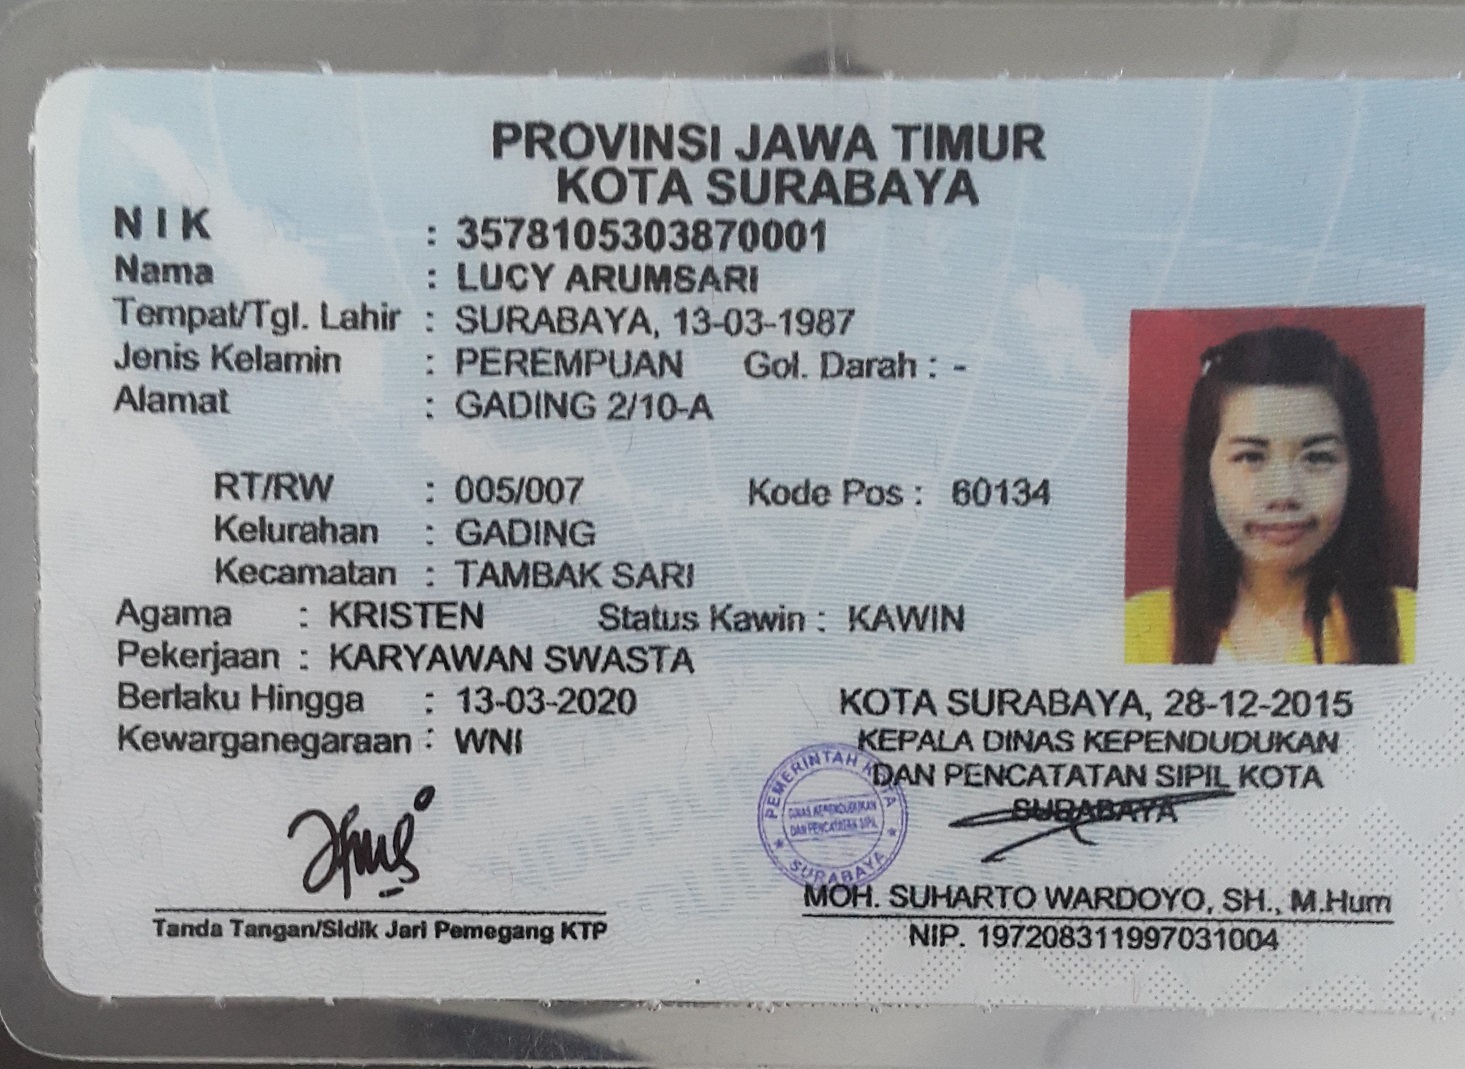 PROVINSI JAWA TIMUR
KOTA SURABAYA
N I K : 3578105303870001
Nama : LUCY ARUMSARI
Tempat/Tgl. Lahir : SURABAYA, 13-03-1987
Jenis Kelamin : PEREMPUAN Gol. Darah : -
Alamat : GADING 2/10-A
RT/RW : 005/007 Kode Pos : 60134
Kelurahan : GADING
Kecamatan : TAMBAK SARI
Agama : KRISTEN Status Kawin : KAWIN
Pekerjaan : KARYAWAN SWASTA
Berlaku Hingga : 13-03-2020
Kewarganegaraan : WNI
Tanda Tangan/Sidik Jari Pemegang KTP
KOTA SURABAYA, 28-12-2015
KEPALA DINAS KEPENDUDUKAN
DAN PENCATATAN SIPIL KOTA
SURABAYA
PEMERINTAH
DINAS KEPENDUDUKAN
DAN PENCATATAN SIPIL
SURABAYA
MOH. SUHARTO WARDOYO, SH., M.Hum
NIP. 197208311997031004